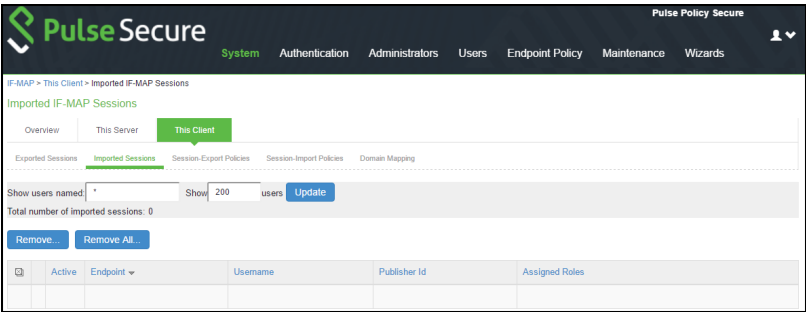 Pulse Policy Secure
Pulse Secure
System Authentication Administrators Users Endpoint Policy Maintenance Wizards
IF-MAP > This Client > Imported IF-MAP Sessions
Imported IF-MAP Sessions
Overview This Server This Client
Exported Sessions Imported Sessions Session-Export Policies Session-Import Policies Domain Mapping
Show users named: * Show 200 users Update
Total number of imported sessions: 0
Remove... Remove All...
Active Endpoint Username Publisher Id Assigned Roles